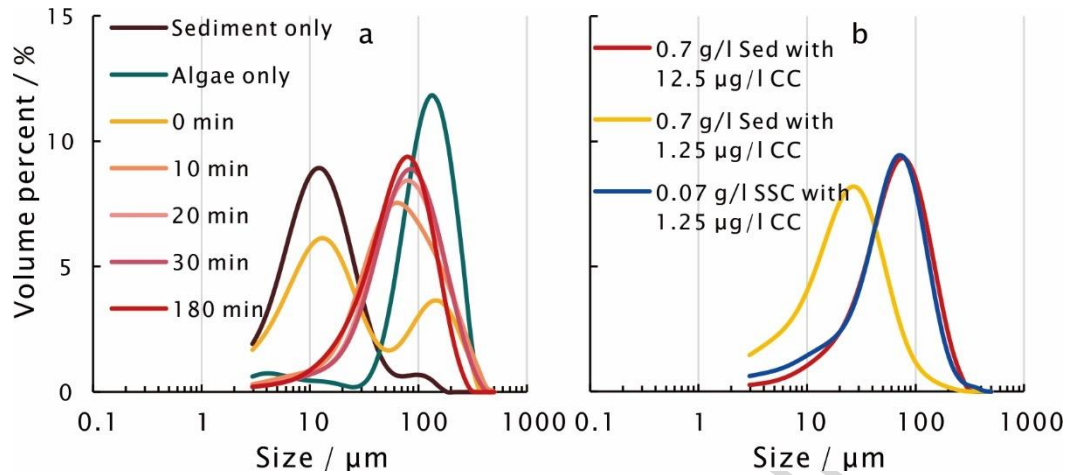 15
10
5
0
Volume percent / %
Sediment only
Algae only
0 min
10 min
20 min
30 min
180 min
a
0.1 1 10 100 1000
Size / μm
b
0.7 g/l Sed with
12.5 μg/l CC
0.7 g/l Sed with
1.25 μg/l CC
0.07 g/l SSC with
1.25 μg/l CC
0.1 1 10 100 1000
Size / μm